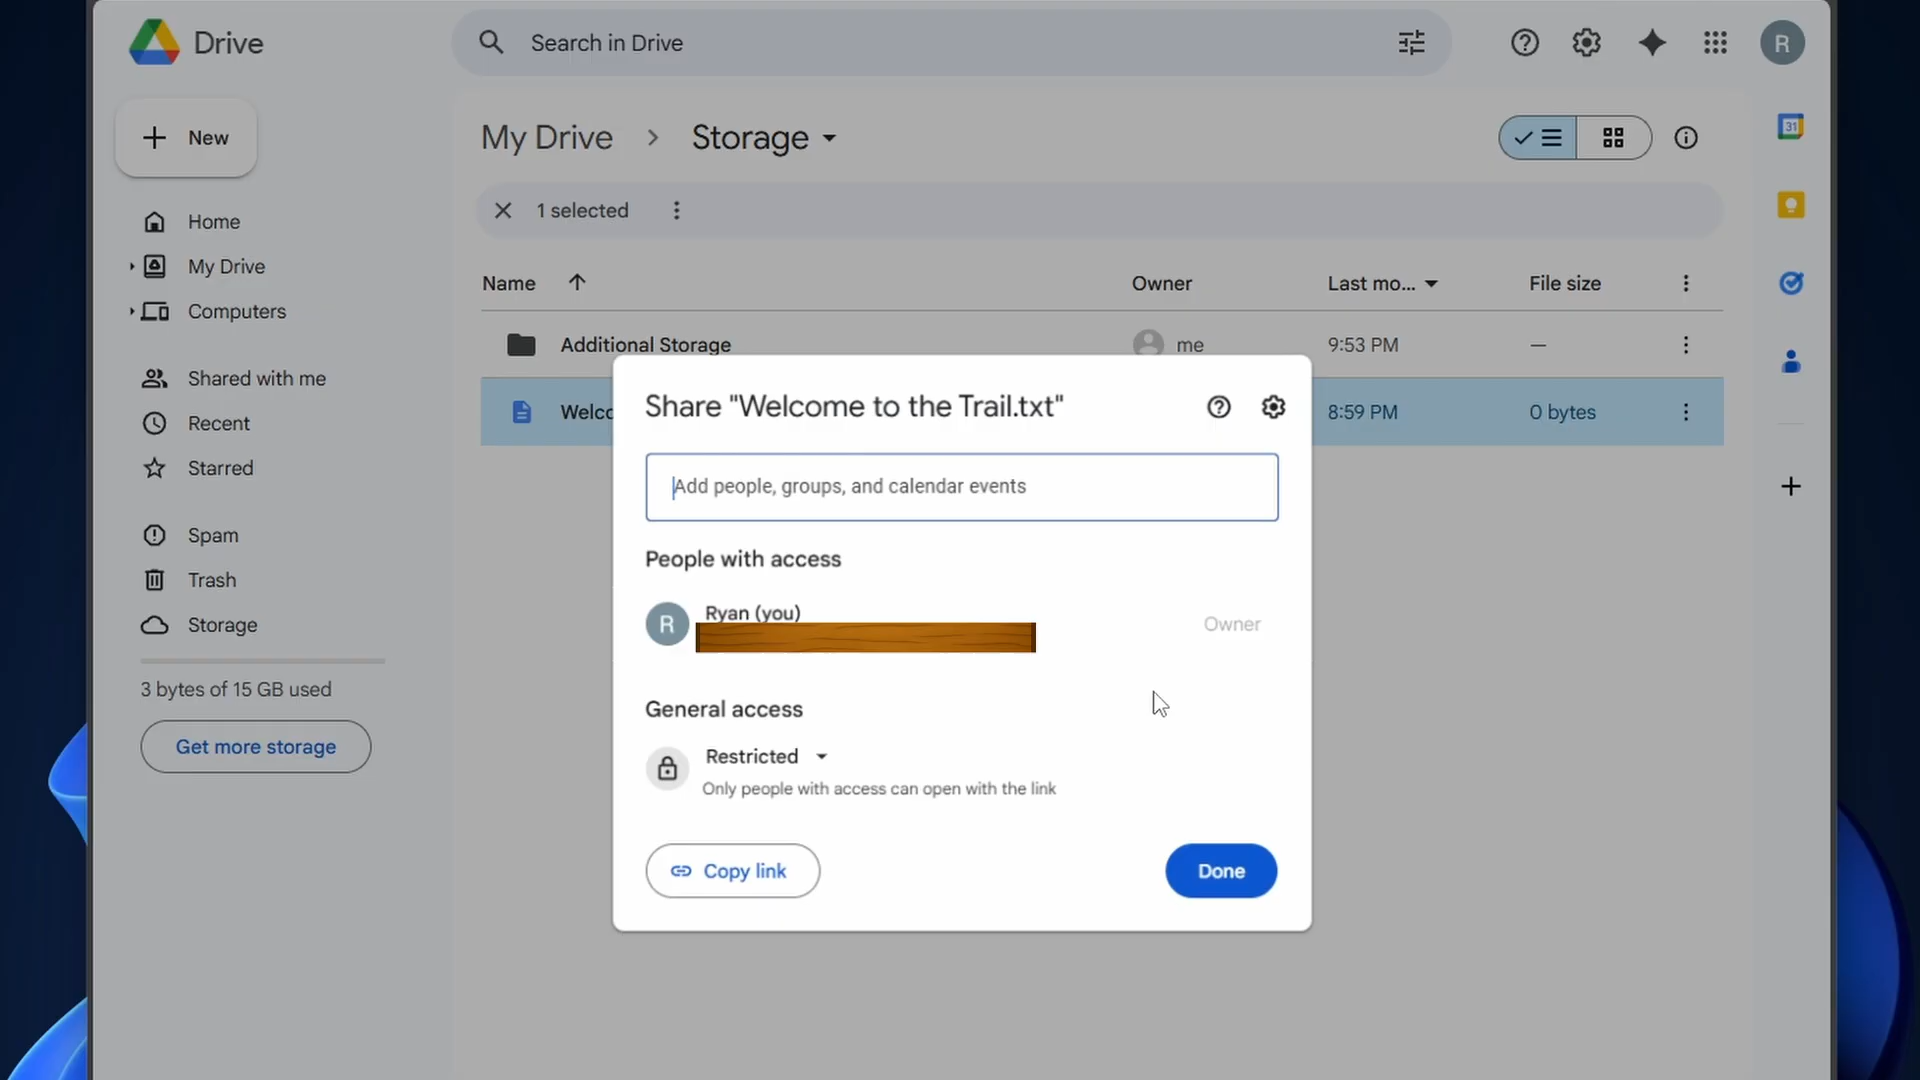 Drive
Search in Drive
R
New
My Drive
Storage
31
1 selected
Home
My Drive
Computers
Shared with me
Recent
Starred
Spam
Trash
Storage
3 bytes of 15 GB used
Get more storage
Name
Owner
Last mo...
File size
Additional Storage
me
9:53 PM
—
Welco
8:59 PM
0 bytes
Share "Welcome to the Trail.txt"
Add people, groups, and calendar events
People with access
R
Ryan (you)
Owner
General access
Restricted
Only people with access can open with the link
Copy link
Done